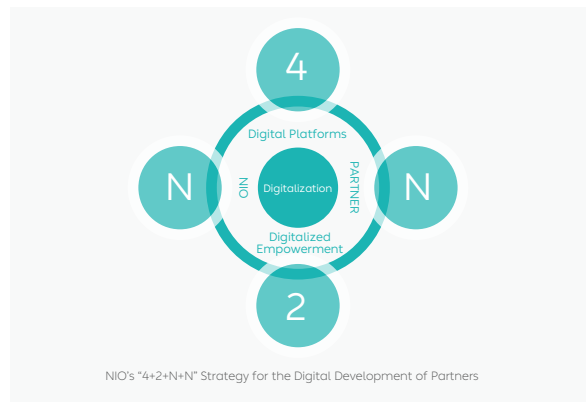 4
Digital Platforms
N
NIO
Digitalization
PARTNER
N
Digitalized
Empowerment
2
NIO's “4+2+N+N” Strategy for the Digital Development of Partners